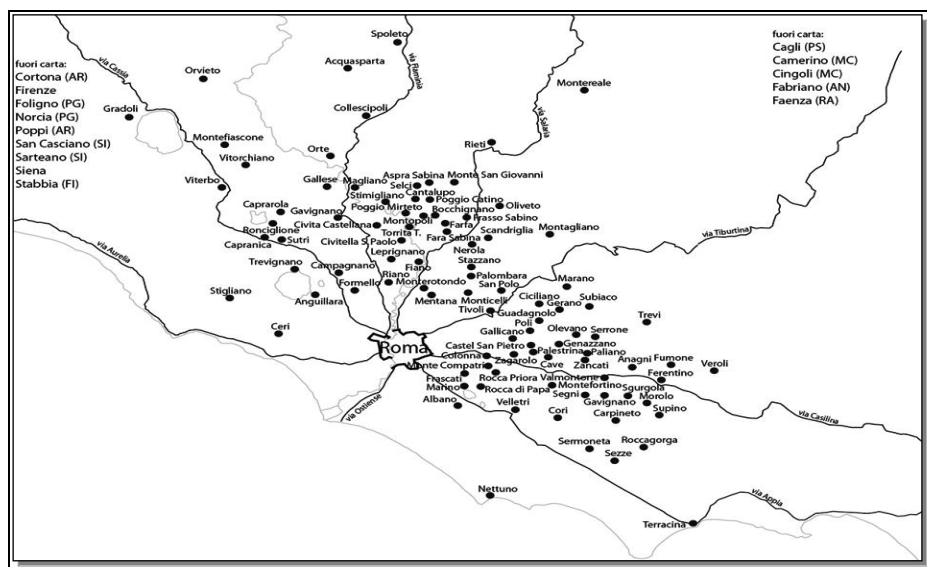 fuori carta:
Cortona (AR)
Firenze
Foligno (PG)
Norcia (PG)
Poppi (AR)
San Casciano (SI)
Sarteano (SI)
Siena
Stabbia (FI)
fuori carta:
Cagli (PS)
Camerino (MC)
Cingoli (MC)
Fabriano (AN)
Faenza (RA)
Spoleto
via Cassia
via Flaminia
Acquasparta
Orvieto
Montereale
Gradoli
Collescipoli
via Salaria
Montefiascone
Rieti
Orte
Vitorchiano
Viterbo
Gallese
Magliano
Aspra Sabina
Monte San Giovanni
Selci
Stimigliano
Cantalupo
Poggio Catino
Caprarola
Gavignano
Poggio Mirteto
Bocchignano
Oliveto
Frasso Sabino
Ronciglione
Civita Castellana
Montopoli
Farfa
Capranica
Sutri
Torrita T.
Fara Sabina
Scandriglia
Montagliano
via Tiburtina
Civitella S. Paolo
Nerola
via Aurelia
Leprignano
Stazzano
Trevignano
Campagnano
Fiano
Riano
Palombara
Formello
Monterotondo
San Polo
Marano
Stigliano
Anguillara
Mentana
Monticelli
Ciciliano
Gerano
Subiaco
Tivoli
Guadagnolo
Ceri
Poli
Trevi
Gallicano
Olevano
Serrone
Roma
Castel San Pietro
Genazzano
Colonna
Palestrina
Paliano
Zagarolo
Cave
Zancati
Anagni
Fumone
Veroli
Monte Compatri
Ferentino
Frascati
Rocca Priora
Valmontone
Marino
Rocca di Papa
Montefortino
Sgurgola
Segni
Morolo
Albano
Velletri
Gavignano
Supino
via Ostiense
Cori
Carpineto
via Casilina
Sermoneta
Roccagorga
Sezze
Nettuno
via Appia
Terracina